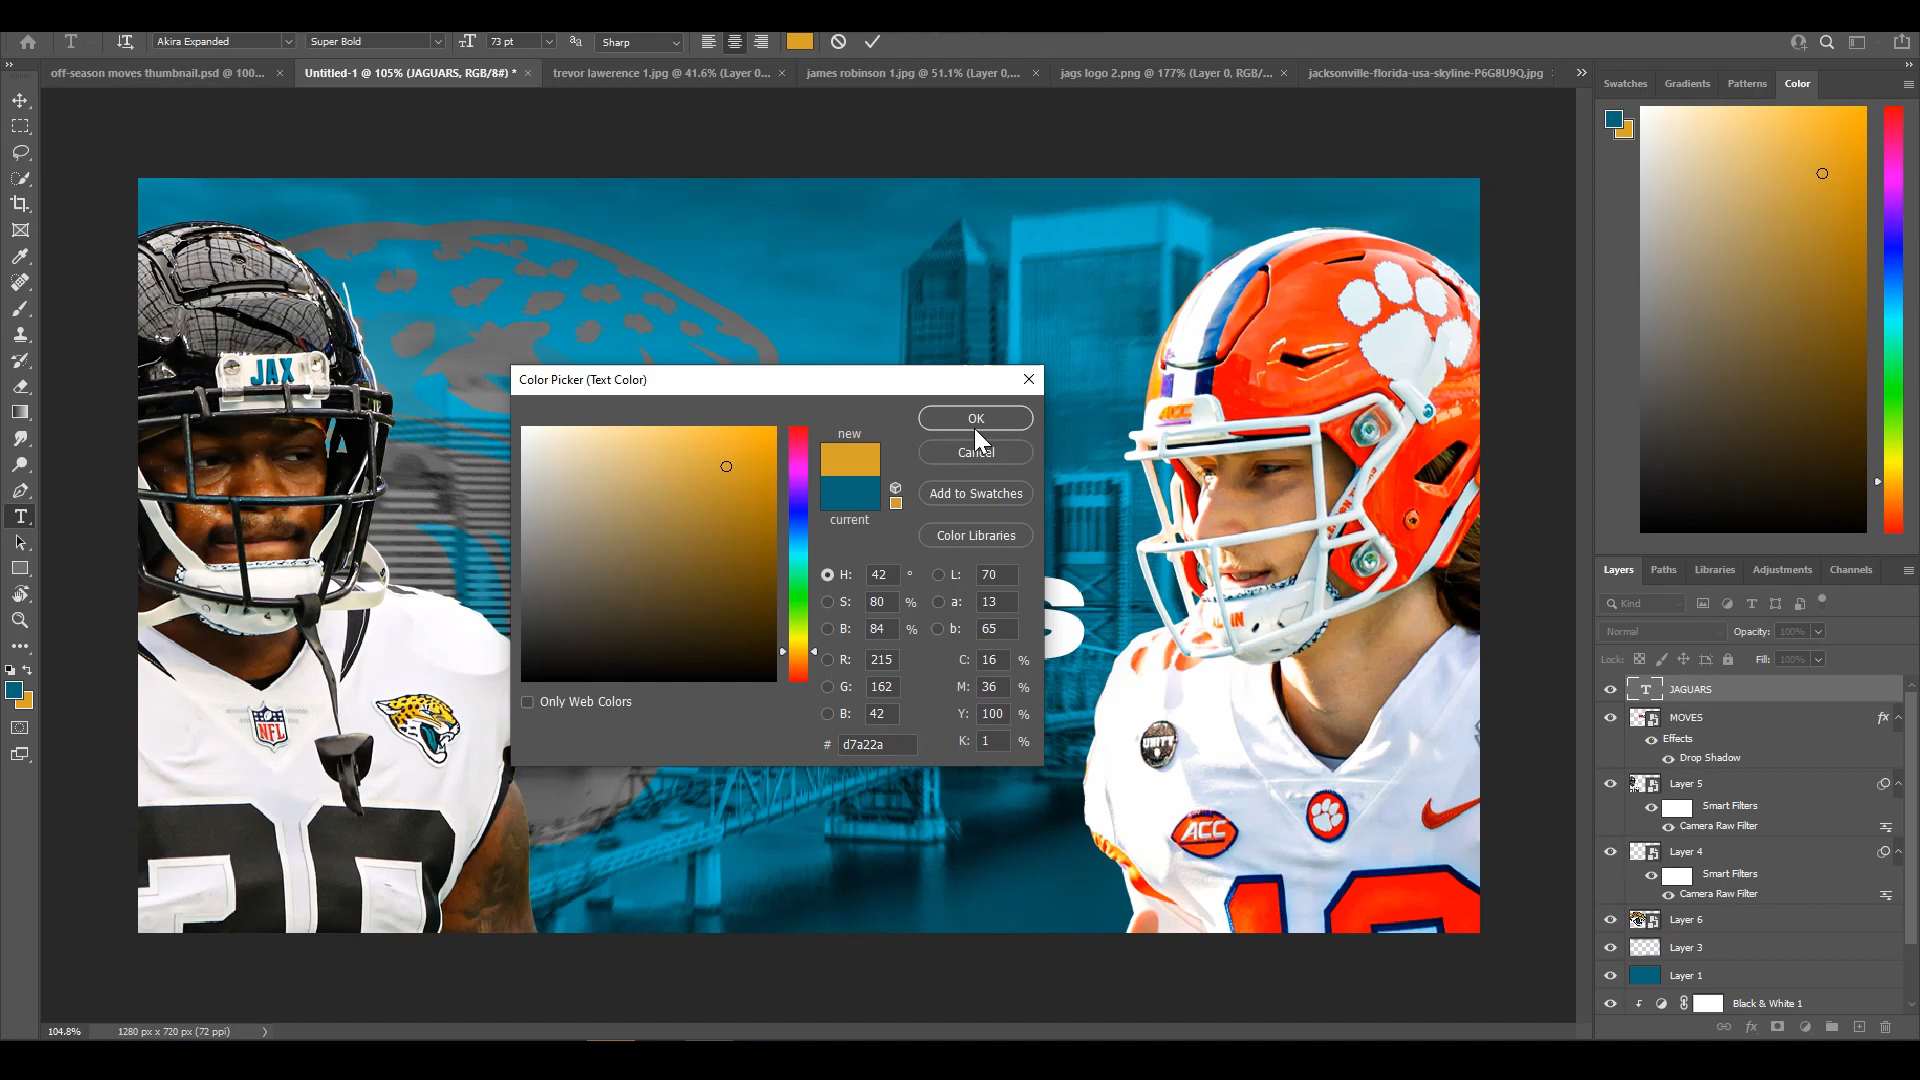 T
Akira Expanded
Super Bold
73 pt
aa
Sharp
off-season moves thumbnail.psd @ 100...
Untitled-1 @ 105% (JAGUARS, RGB/8#) *
trevor lawerence 1.jpg @ 41.6% (Layer 0...
james robinson 1.jpg @ 51.1% (Layer 0,...
jags logo 2.png @ 177% (Layer 0, RGB/...
jacksonville-florida-usa-skyline-P6G8U9Q.jpg
Swatches
Gradients
Patterns
Color
JAX
ACC
Color Picker (Text Color)
new
current
OK
Cancel
Add to Swatches
Color Libraries
H: 42 °
S: 80 %
B: 84 %
R: 215
G: 162
B: 42
# d7a22a
L: 70
a: 13
b: 65
C: 16 %
M: 36 %
Y: 100 %
K: 1
Only Web Colors
S
NFL
UNITY
ACC
Layers
Paths
Libraries
Adjustments
Channels
Kind
Normal
Opacity: 100%
Lock:
Fill: 100%
JAGUARS
MOVES
fx
Effects
Drop Shadow
Layer 5
Smart Filters
Camera Raw Filter
Layer 4
Smart Filters
Camera Raw Filter
Layer 6
Layer 3
Layer 1
Black & White 1
fx
104.8%
1280 px x 720 px (72 ppi)